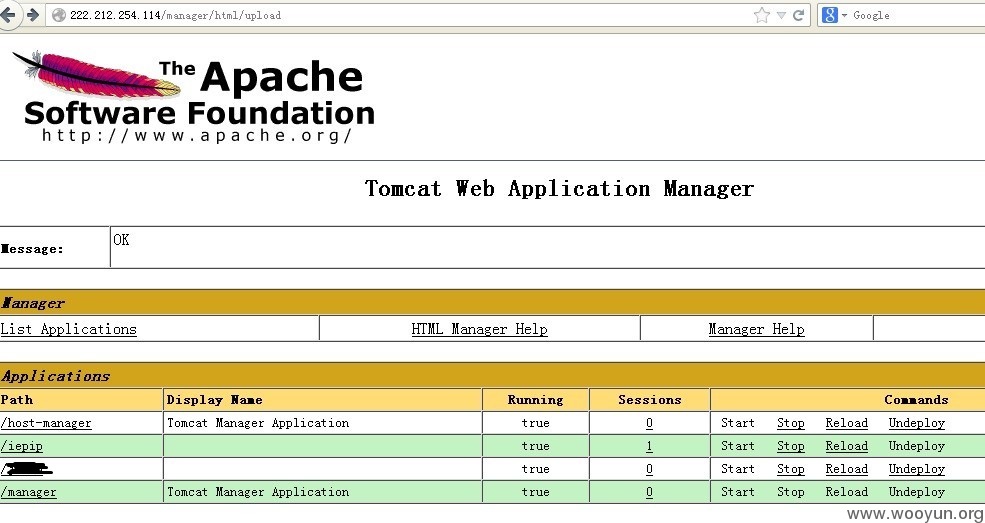 222.212.254.114/manager/html/upload
Google
The Apache
Software Foundation
http://www.apache.org/
Tomcat Web Application Manager
Message: OK
Manager
List Applications HTML Manager Help Manager Help
Applications
Path Display Name Running Sessions Commands
/host-manager Tomcat Manager Application true 0 Start Stop Reload Undeploy
/iepip true 1 Start Stop Reload Undeploy
/ true 0 Start Stop Reload Undeploy
/manager Tomcat Manager Application true 0 Start Stop Reload Undeploy
www.wooyun.org